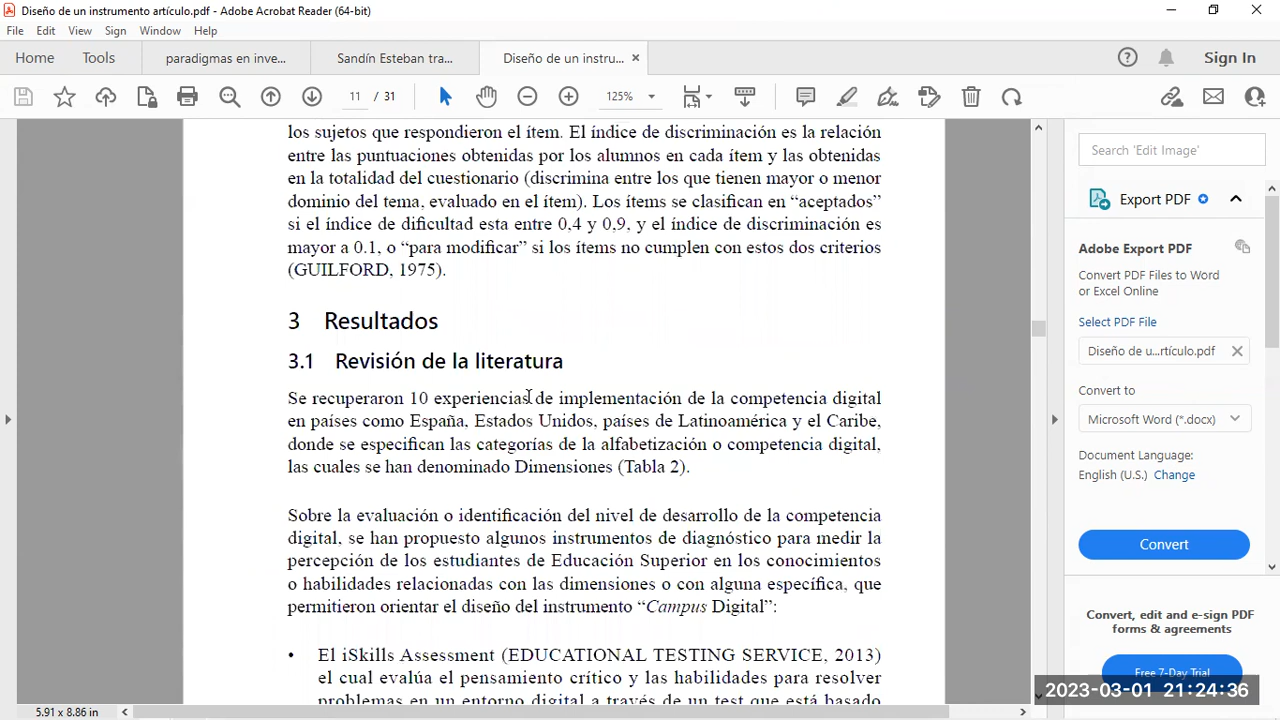 Diseño de un instrumento artículo.pdf - Adobe Acrobat Reader (64-bit)
File Edit View Sign Window Help
Home Tools paradigmas en inve... Sandín Esteban tra... Diseño de un instru... Sign In
11 / 31 125%
los sujetos que respondieron el ítem. El índice de discriminación es la relación
entre las puntuaciones obtenidas por los alumnos en cada ítem y las obtenidas
en la totalidad del cuestionario (discrimina entre los que tienen mayor o menor
dominio del tema, evaluado en el ítem). Los ítems se clasifican en “aceptados”
si el índice de dificultad esta entre 0,4 y 0,9, y el índice de discriminación es
mayor a 0.1, o “para modificar” si los ítems no cumplen con estos dos criterios
(GUILFORD, 1975).
3 Resultados
3.1 Revisión de la literatura
Se recuperaron 10 experiencias de implementación de la competencia digital
en países como España, Estados Unidos, países de Latinoamérica y el Caribe,
donde se especifican las categorías de la alfabetización o competencia digital,
las cuales se han denominado Dimensiones (Tabla 2).
Sobre la evaluación o identificación del nivel de desarrollo de la competencia
digital, se han propuesto algunos instrumentos de diagnóstico para medir la
percepción de los estudiantes de Educación Superior en los conocimientos
o habilidades relacionadas con las dimensiones o con alguna específica, que
permitieron orientar el diseño del instrumento “Campus Digital”:
• El iSkills Assessment (EDUCATIONAL TESTING SERVICE, 2013)
el cual evalúa el pensamiento crítico y las habilidades para resolver
problemas en un entorno digital a través de un test que está basado
Search 'Edit Image'
Export PDF
Adobe Export PDF
Convert PDF Files to Word
or Excel Online
Select PDF File
Diseño de u...rtículo.pdf
Convert to
Microsoft Word (*.docx)
Document Language:
English (U.S.) Change
Convert
Convert, edit and e-sign PDF
forms & agreements
Free 7-Day Trial
2023-03-01 21:24:36
5.91 x 8.86 in